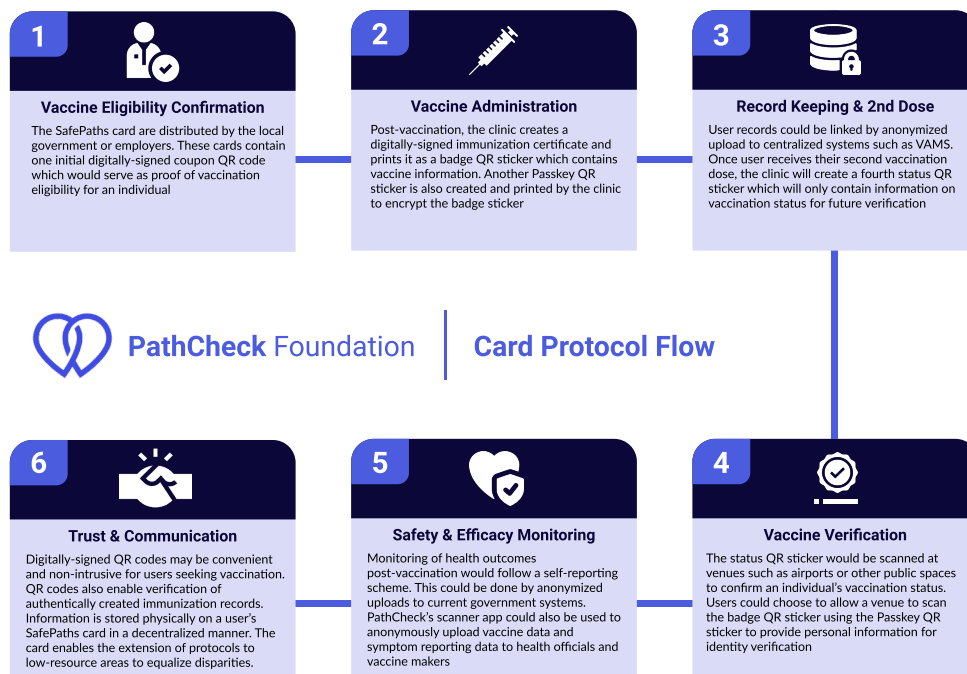 1
Vaccine Eligibility Confirmation
The SafePaths card are distributed by the local
government or employers. These cards contain
one initial digitally-signed coupon QR code
which would serve as proof of vaccination
eligibility for an individual
2
Vaccine Administration
Post-vaccination, the clinic creates a
digitally-signed immunization certificate and
prints it as a badge QR sticker which contains
vaccine information. Another Passkey QR
sticker is also created and printed by the clinic
to encrypt the badge sticker
3
Record Keeping & 2nd Dose
User records could be linked by anonymized
upload to centralized systems such as VAMS.
Once user receives their second vaccination
dose, the clinic will create a fourth status QR
sticker which will only contain information on
vaccination status for future verification
PathCheck Foundation
Card Protocol Flow
6
Trust & Communication
Digitally-signed QR codes may be convenient
and non-intrusive for users seeking vaccination.
QR codes also enable verification of
authentically created immunization records.
Information is stored physically on a user's
SafePaths card in a decentralized manner. The
card enables the extension of protocols to
low-resource areas to equalize disparities.
5
Safety & Efficacy Monitoring
Monitoring of health outcomes
post-vaccination would follow a self-reporting
scheme. This could be done by anonymized
uploads to current government systems.
PathCheck's scanner app could also be used to
anonymously upload vaccine data and
symptom reporting data to health officials and
vaccine makers
4
Vaccine Verification
The status QR sticker would be scanned at
venues such as airports or other public spaces
to confirm an individual's vaccination status.
Users could choose to allow a venue to scan
the badge QR sticker using the Passkey QR
sticker to provide personal information for
identity verification